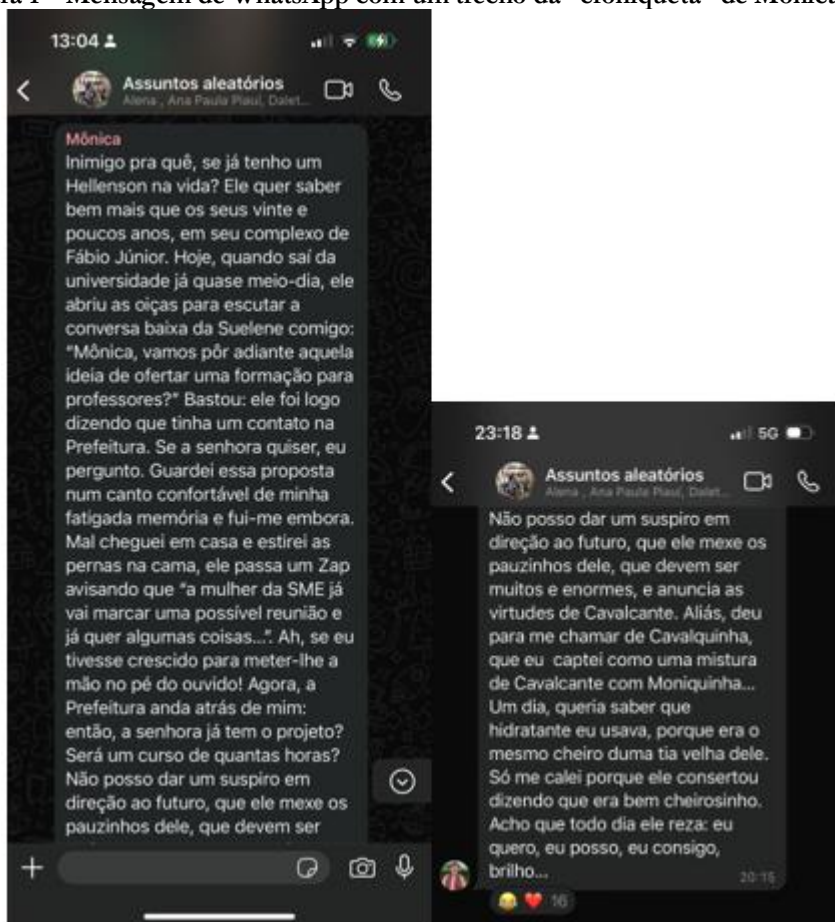 13:04
Assuntos aleatórios
Alena , Ana Paula Piauí, Dalet...
Mônica
Inimigo pra quê, se já tenho um
Hellenson na vida? Ele quer saber
bem mais que os seus vinte e
poucos anos, em seu complexo de
Fábio Júnior. Hoje, quando saí da
universidade já quase meio-dia, ele
abriu as oiças para escutar a
conversa baixa da Suelene comigo:
"Mônica, vamos pôr adiante aquela
ideia de ofertar uma formação para
professores?" Bastou: ele foi logo
dizendo que tinha um contato na
Prefeitura. Se a senhora quiser, eu
pergunto. Guardei essa proposta
num canto confortável de minha
fatigada memória e fui-me embora.
Mal cheguei em casa e estirei as
pernas na cama, ele passa um Zap
avisando que "a mulher da SME já
vai marcar uma possível reunião e
já quer algumas coisas...". Ah, se eu
tivesse crescido para meter-lhe a
mão no pé do ouvido! Agora, a
Prefeitura anda atrás de mim:
então, a senhora já tem o projeto?
Será um curso de quantas horas?
Não posso dar um suspiro em
direção ao futuro, que ele mexe os
pauzinhos dele, que devem ser
23:18
5G
Assuntos aleatórios
Alena , Ana Paula Piauí, Dalet...
Não posso dar um suspiro em
direção ao futuro, que ele mexe os
pauzinhos dele, que devem ser
muitos e enormes, e anuncia as
virtudes de Cavalcante. Aliás, deu
para me chamar de Cavalquinha,
que eu captei como uma mistura
de Cavalcante com Moniquinha...
Um dia, queria saber que
hidratante eu usava, porque era o
mesmo cheiro duma tia velha dele.
Só me calei porque ele consertou
dizendo que era bem cheirosinho.
Acho que todo dia ele reza: eu
quero, eu posso, eu consigo,
brilho...
20:15
16